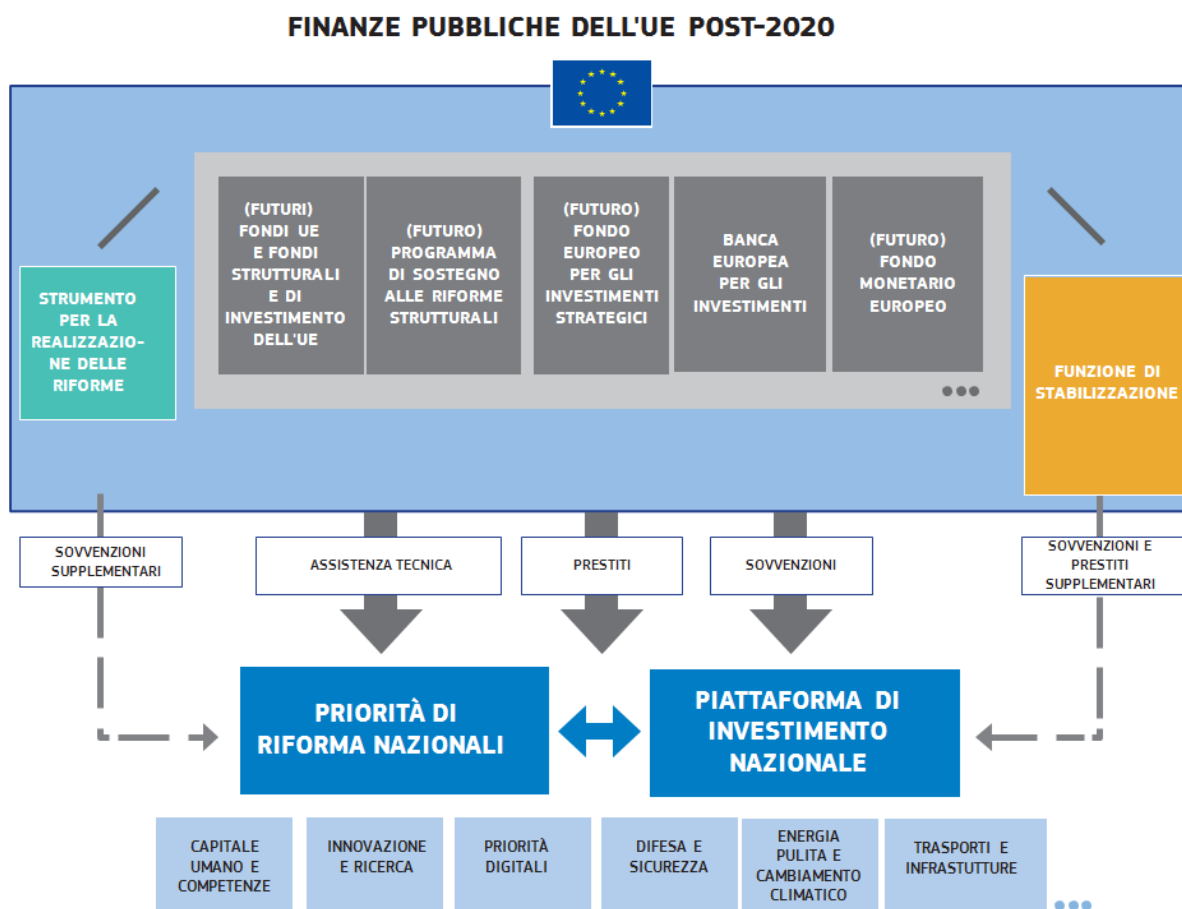 FINANZE PUBBLICHE DELL'UE POST-2020
STRUMENTO
PER LA
REALIZZAZIO-
NE DELLE
RIFORME
(FUTURI)
FONDI UE
E FONDI
STRUTTURALI
E DI
INVESTIMENTO
DELL'UE
(FUTURO)
PROGRAMMA
DI SOSTEGNO
ALLE RIFORME
STRUTTURALI
(FUTURO)
FONDO
EUROPEO
PER GLI
INVESTIMENTI
STRATEGICI
BANCA
EUROPEA
PER GLI
INVESTIMENTI
(FUTURO)
FONDO
MONETARIO
EUROPEO
FUNZIONE DI
STABILIZZAZIONE
SOVVENZIONI
SUPPLEMENTARI
ASSISTENZA TECNICA
PRESTITI
SOVVENZIONI
SOVVENZIONI E
PRESTITI
SUPPLEMENTARI
PRIORITÀ DI
RIFORMA NAZIONALI
PIATTAFORMA DI
INVESTIMENTO
NAZIONALE
CAPITALE
UMANO E
COMPETENZE
INNOVAZIONE
E RICERCA
PRIORITÀ
DIGITALI
DIFESA E
SICUREZZA
ENERGIA
PULITA E
CAMBIAMENTO
CLIMATICO
TRASPORTI E
INFRASTUTTURE